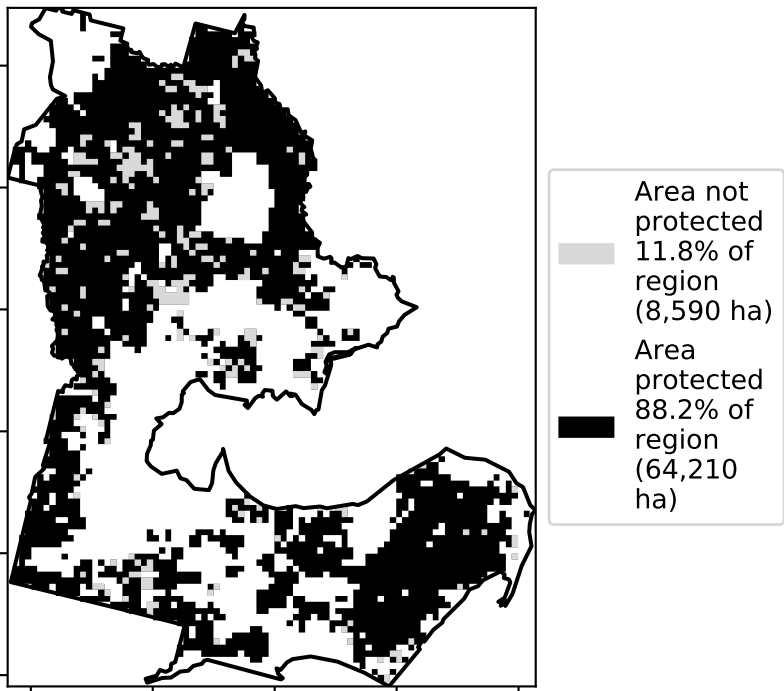 Area not
protected
11.8% of
region
(8,590 ha)
Area
protected
88.2% of
region
(64,210
ha)